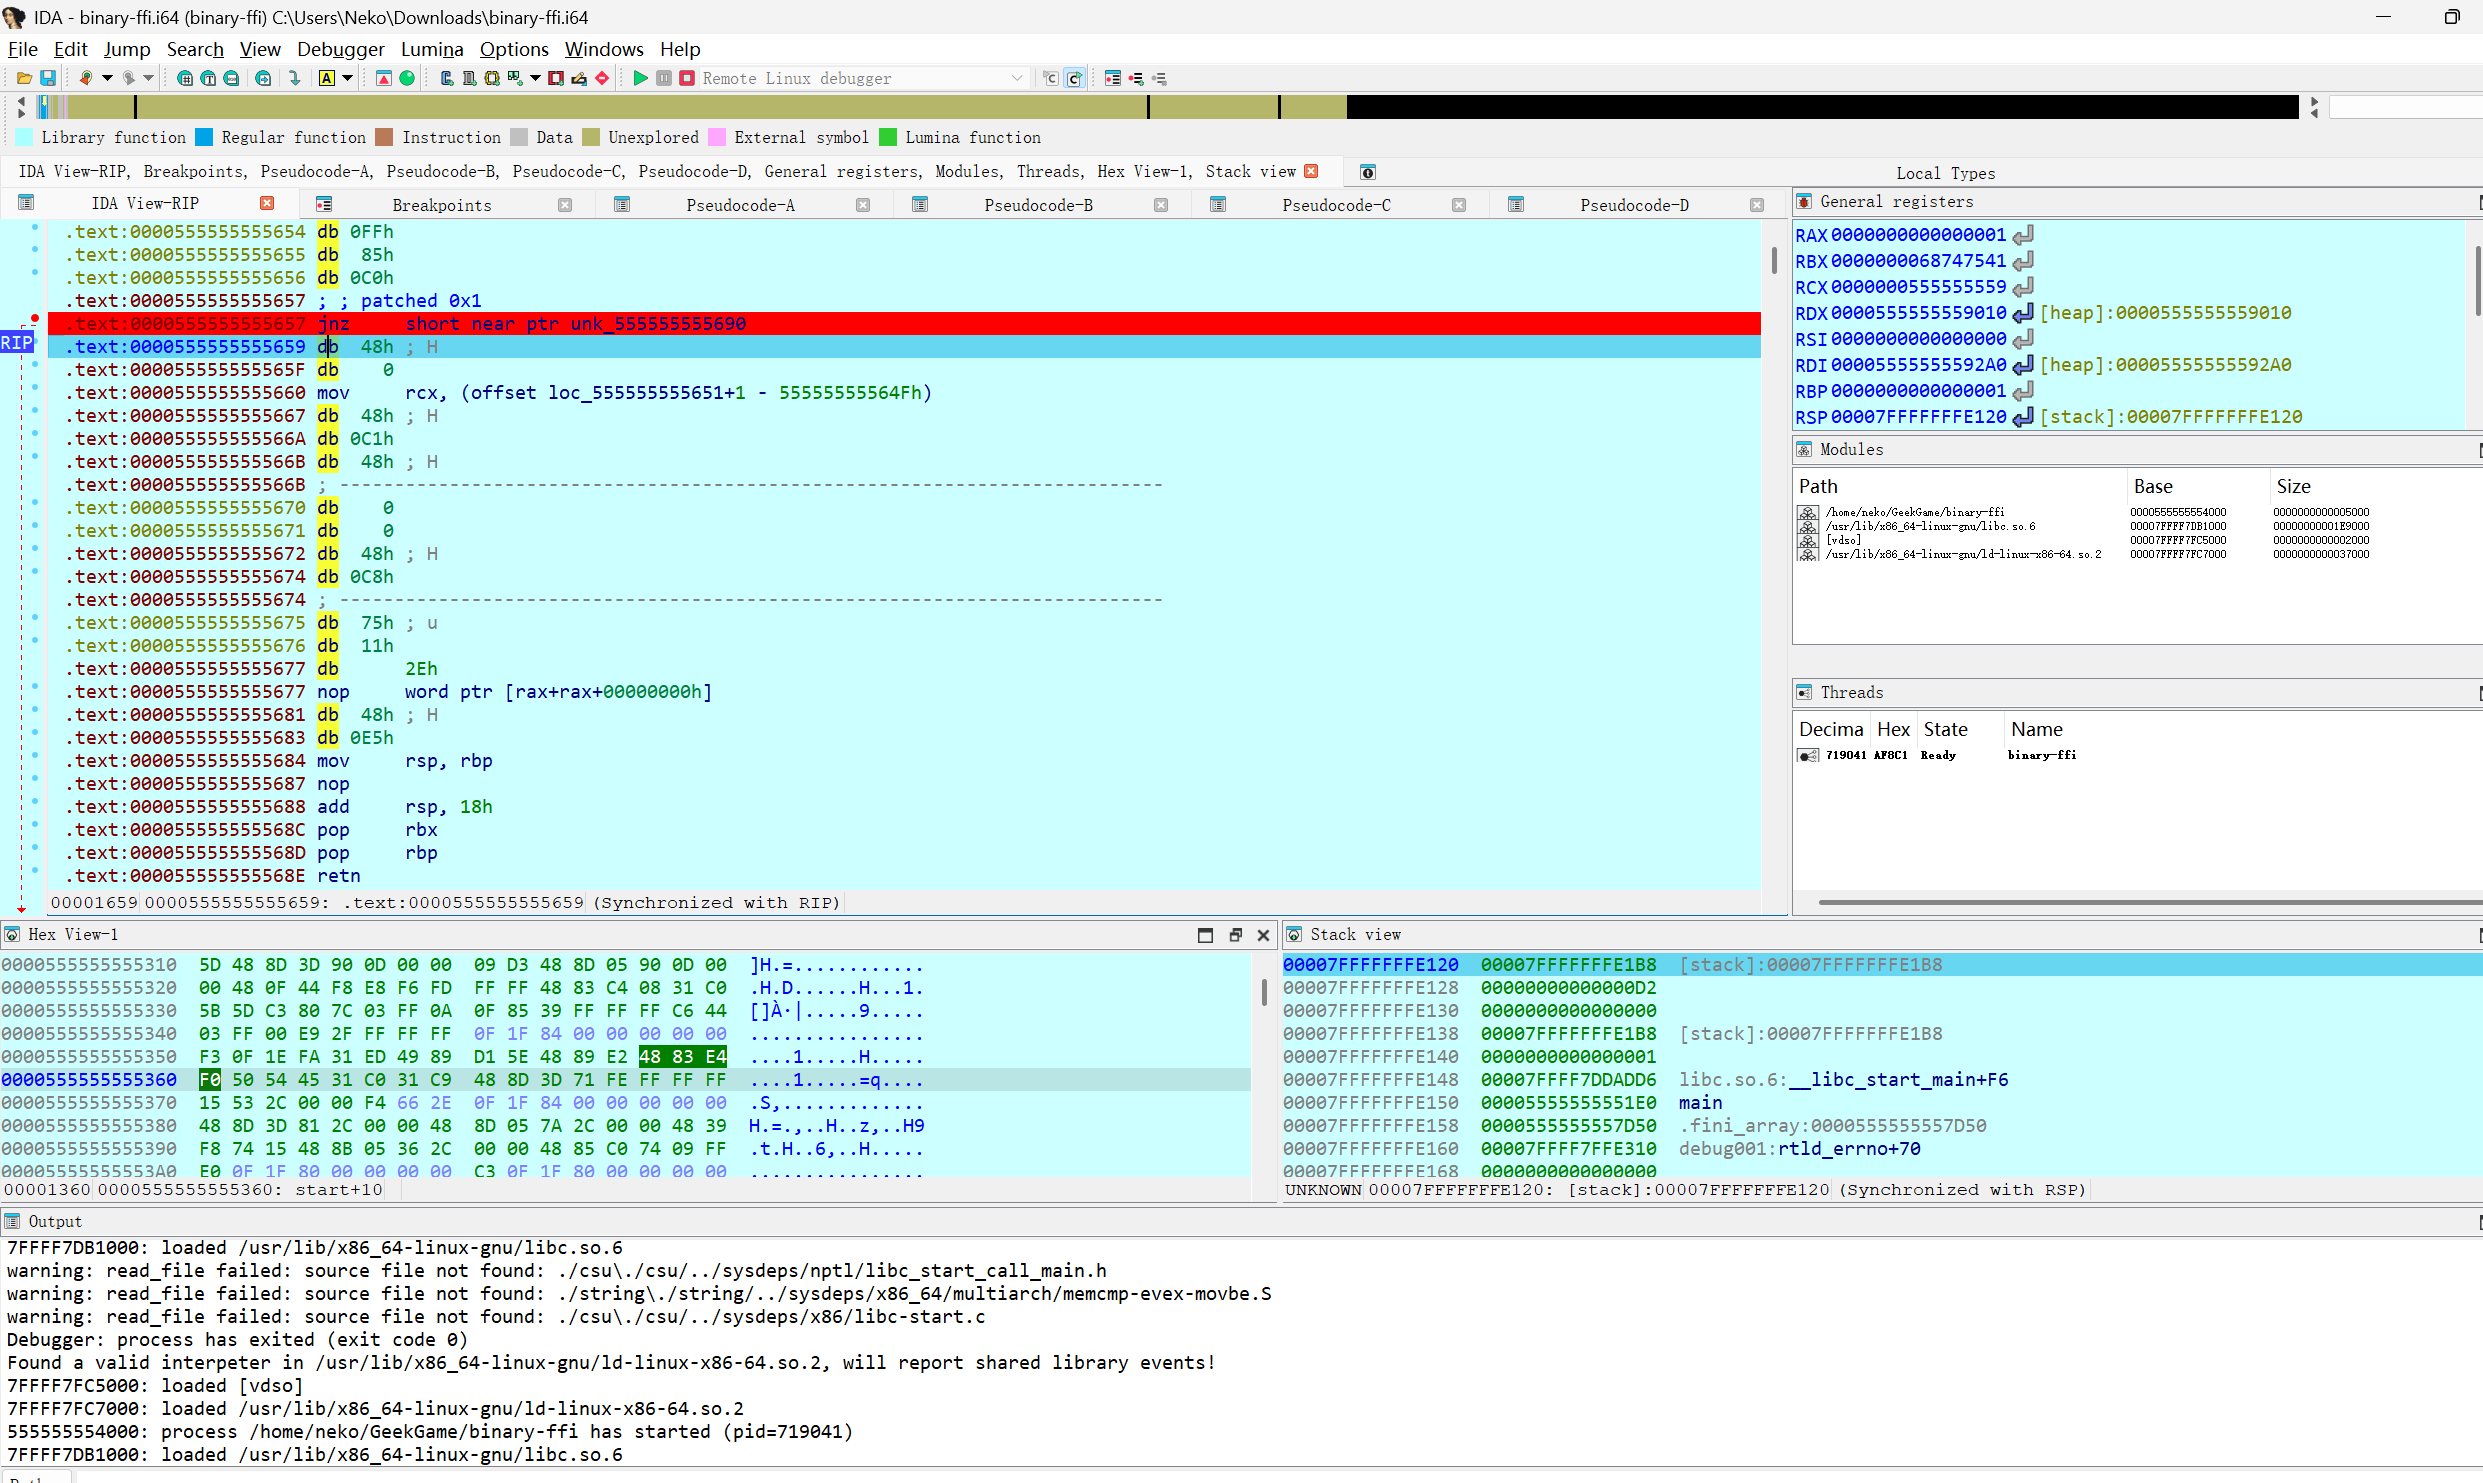 IDA - binary-ffi.i64 (binary-ffi) C:\Users\Neko\Downloads\binary-ffi.i64
File Edit Jump Search View Debugger Lumina Options Windows Help
Remote Linux debugger
Library function Regular function Instruction Data Unexplored External symbol Lumina function
IDA View-RIP, Breakpoints, Pseudocode-A, Pseudocode-B, Pseudocode-C, Pseudocode-D, General registers, Modules, Threads, Hex View-1, Stack view
Local Types
IDA View-RIP Breakpoints Pseudocode-A Pseudocode-B Pseudocode-C Pseudocode-D
.text:0000555555555654 db 0FFh
.text:0000555555555655 db 85h
.text:0000555555555656 db 0C0h
.text:0000555555555657 ; ; patched 0x1
.text:0000555555555657 jnz short near ptr unk_555555555690
RIP .text:0000555555555659 db 48h ; H
.text:000055555555565F db 0
.text:0000555555555660 mov rcx, (offset loc_555555555651+1 - 55555555564Fh)
.text:0000555555555667 db 48h ; H
.text:000055555555566A db 0C1h
.text:000055555555566B db 48h ; H
.text:000055555555566B ; ---------------------------------------------------------------------------
.text:0000555555555670 db 0
.text:0000555555555671 db 0
.text:0000555555555672 db 48h ; H
.text:0000555555555674 db 0C8h
.text:0000555555555674 ; ---------------------------------------------------------------------------
.text:0000555555555675 db 75h ; u
.text:0000555555555676 db 11h
.text:0000555555555677 db 2Eh
.text:0000555555555677 nop word ptr [rax+rax+00000000h]
.text:0000555555555681 db 48h ; H
.text:0000555555555683 db 0E5h
.text:0000555555555684 mov rsp, rbp
.text:0000555555555687 nop
.text:0000555555555688 add rsp, 18h
.text:000055555555568C pop rbx
.text:000055555555568D pop rbp
.text:000055555555568E retn
00001659 0000555555555659: .text:0000555555555659 (Synchronized with RIP)
General registers
RAX 0000000000000001
RBX 0000000068747541
RCX 0000000555555559
RDX 0000555555559010 [heap]:0000555555559010
RSI 0000000000000000
RDI 00005555555592A0 [heap]:00005555555592A0
RBP 0000000000000001
RSP 00007FFFFFFFE120 [stack]:00007FFFFFFFE120
Modules
Path Base Size
/home/neko/GeekGame/binary-ffi 0000555555554000 0000000000005000
/usr/lib/x86_64-linux-gnu/libc.so.6 00007FFFF7DB1000 00000000001E9000
[vdso] 00007FFFF7FC5000 0000000000002000
/usr/lib/x86_64-linux-gnu/ld-linux-x86-64.so.2 00007FFFF7FC7000 0000000000037000
Threads
Decima Hex State Name
719041 AF8C1 Ready binary-ffi
Hex View-1
0000555555555310 5D 48 8D 3D 90 0D 00 00 09 D3 48 8D 05 90 0D 00 ]H.=............
0000555555555320 00 48 0F 44 F8 E8 F6 FD FF FF 48 83 C4 08 31 C0 .H.D......H...1.
0000555555555330 5B 5D C3 80 7C 03 FF 0A 0F 85 39 FF FF FF C6 44 []À·|.....9.....
0000555555555340 03 FF 00 E9 2F FF FF FF 0F 1F 84 00 00 00 00 00 ................
0000555555555350 F3 0F 1E FA 31 ED 49 89 D1 5E 48 89 E2 48 83 E4 ....1.....H.....
0000555555555360 F0 50 54 45 31 C0 31 C9 48 8D 3D 71 FE FF FF FF ....1.....=q....
0000555555555370 15 53 2C 00 00 F4 66 2E 0F 1F 84 00 00 00 00 00 .S,.............
0000555555555380 48 8D 3D 81 2C 00 00 48 8D 05 7A 2C 00 00 48 39 H.=.,..H..z,..H9
0000555555555390 F8 74 15 48 8B 05 36 2C 00 00 48 85 C0 74 09 FF .t.H..6,..H.....
00005555555553A0 E0 0F 1F 80 00 00 00 00 C3 0F 1F 80 00 00 00 00 ................
00001360 0000555555555360: start+10
Stack view
00007FFFFFFFE120 00007FFFFFFFE1B8 [stack]:00007FFFFFFFE1B8
00007FFFFFFFE128 00000000000000D2
00007FFFFFFFE130 0000000000000000
00007FFFFFFFE138 00007FFFFFFFE1B8 [stack]:00007FFFFFFFE1B8
00007FFFFFFFE140 0000000000000001
00007FFFFFFFE148 00007FFFF7DDADD6 libc.so.6:__libc_start_main+F6
00007FFFFFFFE150 00005555555551E0 main
00007FFFFFFFE158 0000555555557D50 .fini_array:0000555555557D50
00007FFFFFFFE160 00007FFFF7FFE310 debug001:rtld_errno+70
00007FFFFFFFE168 0000000000000000
UNKNOWN 00007FFFFFFFE120: [stack]:00007FFFFFFFE120 (Synchronized with RSP)
Output
7FFFF7DB1000: loaded /usr/lib/x86_64-linux-gnu/libc.so.6
warning: read_file failed: source file not found: ./csu\./csu/../sysdeps/nptl/libc_start_call_main.h
warning: read_file failed: source file not found: ./string\./string/../sysdeps/x86_64/multiarch/memcmp-evex-movbe.S
warning: read_file failed: source file not found: ./csu\./csu/../sysdeps/x86/libc-start.c
Debugger: process has exited (exit code 0)
Found a valid interpeter in /usr/lib/x86_64-linux-gnu/ld-linux-x86-64.so.2, will report shared library events!
7FFFF7FC5000: loaded [vdso]
7FFFF7FC7000: loaded /usr/lib/x86_64-linux-gnu/ld-linux-x86-64.so.2
555555554000: process /home/neko/GeekGame/binary-ffi has started (pid=719041)
7FFFF7DB1000: loaded /usr/lib/x86_64-linux-gnu/libc.so.6